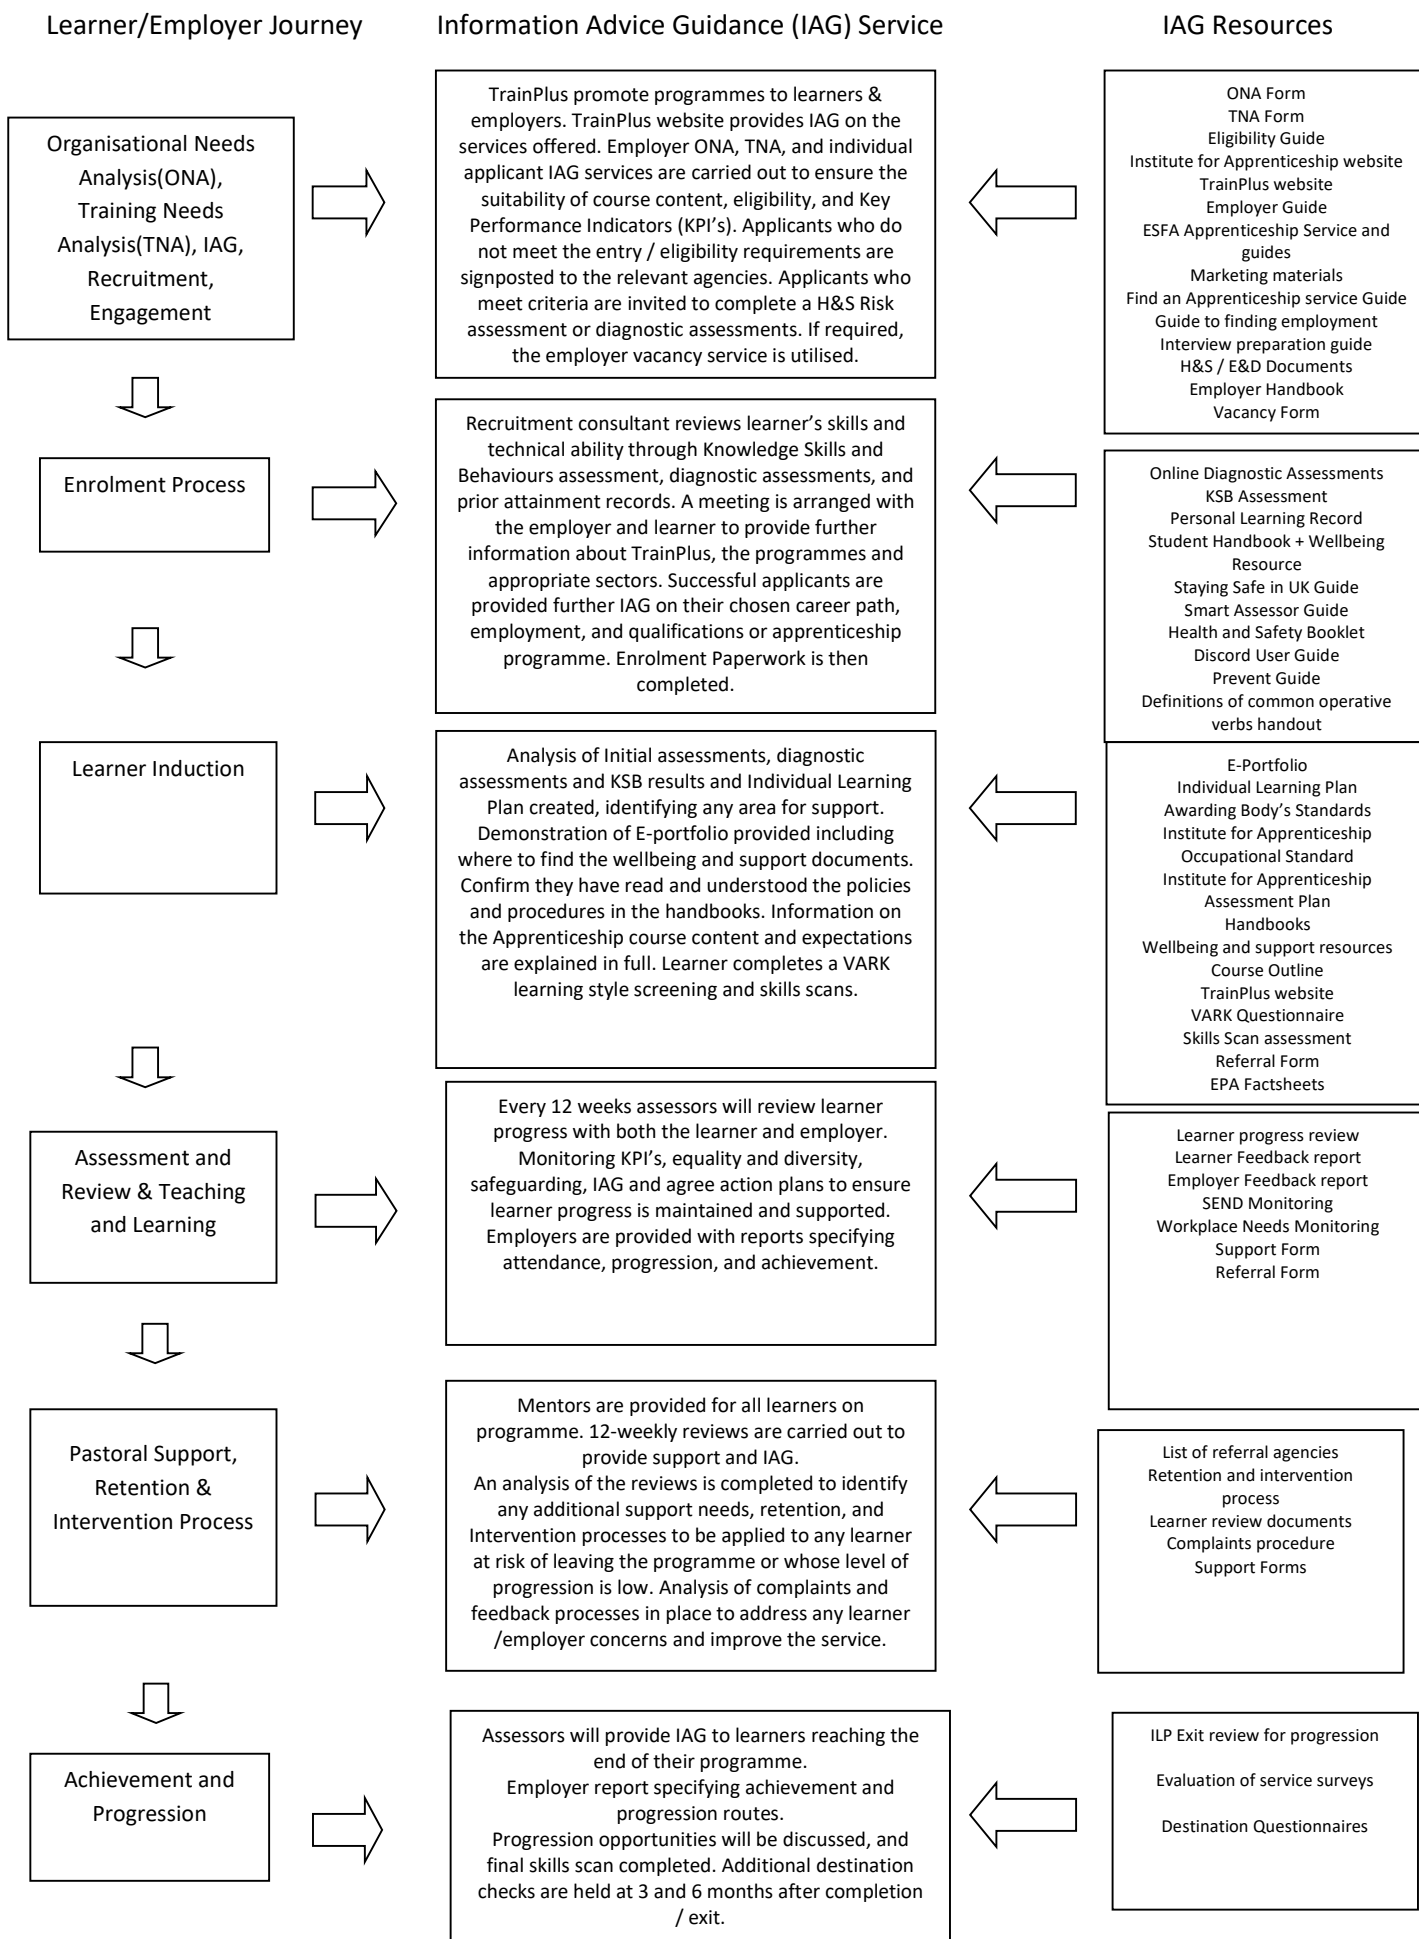 Learner/Employer Journey
Information Advice Guidance (IAG) Service
IAG Resources
Organisational Needs
Analysis(ONA),
Training Needs
Analysis(TNA), IAG,
Recruitment,
Engagement
TrainPlus promote programmes to learners &
employers. TrainPlus website provides IAG on the
services offered. Employer ONA, TNA, and individual
applicant IAG services are carried out to ensure the
suitability of course content, eligibility, and Key
Performance Indicators (KPI's). Applicants who do
not meet the entry / eligibility requirements are
signposted to the relevant agencies. Applicants who
meet criteria are invited to complete a H&S Risk
assessment or diagnostic assessments. If required,
the employer vacancy service is utilised.
ONA Form
TNA Form
Eligibility Guide
Institute for Apprenticeship website
TrainPlus website
Employer Guide
ESFA Apprenticeship Service and
guides
Marketing materials
Find an Apprenticeship service Guide
Guide to finding employment
Interview preparation guide
H&S / E&D Documents
Employer Handbook
Vacancy Form
Enrolment Process
Recruitment consultant reviews learner's skills and
technical ability through Knowledge Skills and
Behaviours assessment, diagnostic assessments, and
prior attainment records. A meeting is arranged with
the employer and learner to provide further
information about TrainPlus, the programmes and
appropriate sectors. Successful applicants are
provided further IAG on their chosen career path,
employment, and qualifications or apprenticeship
programme. Enrolment Paperwork is then
completed.
Online Diagnostic Assessments
KSB Assessment
Personal Learning Record
Student Handbook + Wellbeing
Resource
Staying Safe in UK Guide
Smart Assessor Guide
Health and Safety Booklet
Discord User Guide
Prevent Guide
Definitions of common operative
verbs handout
Learner Induction
Analysis of Initial assessments, diagnostic
assessments and KSB results and Individual Learning
Plan created, identifying any area for support.
Demonstration of E-portfolio provided including
where to find the wellbeing and support documents.
Confirm they have read and understood the policies
and procedures in the handbooks. Information on
the Apprenticeship course content and expectations
are explained in full. Learner completes a VARK
learning style screening and skills scans.
E-Portfolio
Individual Learning Plan
Awarding Body's Standards
Institute for Apprenticeship
Occupational Standard
Institute for Apprenticeship
Assessment Plan
Handbooks
Wellbeing and support resources
Course Outline
TrainPlus website
VARK Questionnaire
Skills Scan assessment
Referral Form
EPA Factsheets
Assessment and
Review & Teaching
and Learning
Every 12 weeks assessors will review learner
progress with both the learner and employer.
Monitoring KPI's, equality and diversity,
safeguarding, IAG and agree action plans to ensure
learner progress is maintained and supported.
Employers are provided with reports specifying
attendance, progression, and achievement.
Learner progress review
Learner Feedback report
Employer Feedback report
SEND Monitoring
Workplace Needs Monitoring
Support Form
Referral Form
Pastoral Support,
Retention &
Intervention Process
Mentors are provided for all learners on
programme. 12-weekly reviews are carried out to
provide support and IAG.
An analysis of the reviews is completed to identify
any additional support needs, retention, and
Intervention processes to be applied to any learner
at risk of leaving the programme or whose level of
progression is low. Analysis of complaints and
feedback processes in place to address any learner
/employer concerns and improve the service.
List of referral agencies
Retention and intervention
process
Learner review documents
Complaints procedure
Support Forms
Achievement and
Progression
Assessors will provide IAG to learners reaching the
end of their programme.
Employer report specifying achievement and
progression routes.
Progression opportunities will be discussed, and
final skills scan completed. Additional destination
checks are held at 3 and 6 months after completion
/ exit.
ILP Exit review for progression
Evaluation of service surveys
Destination Questionnaires